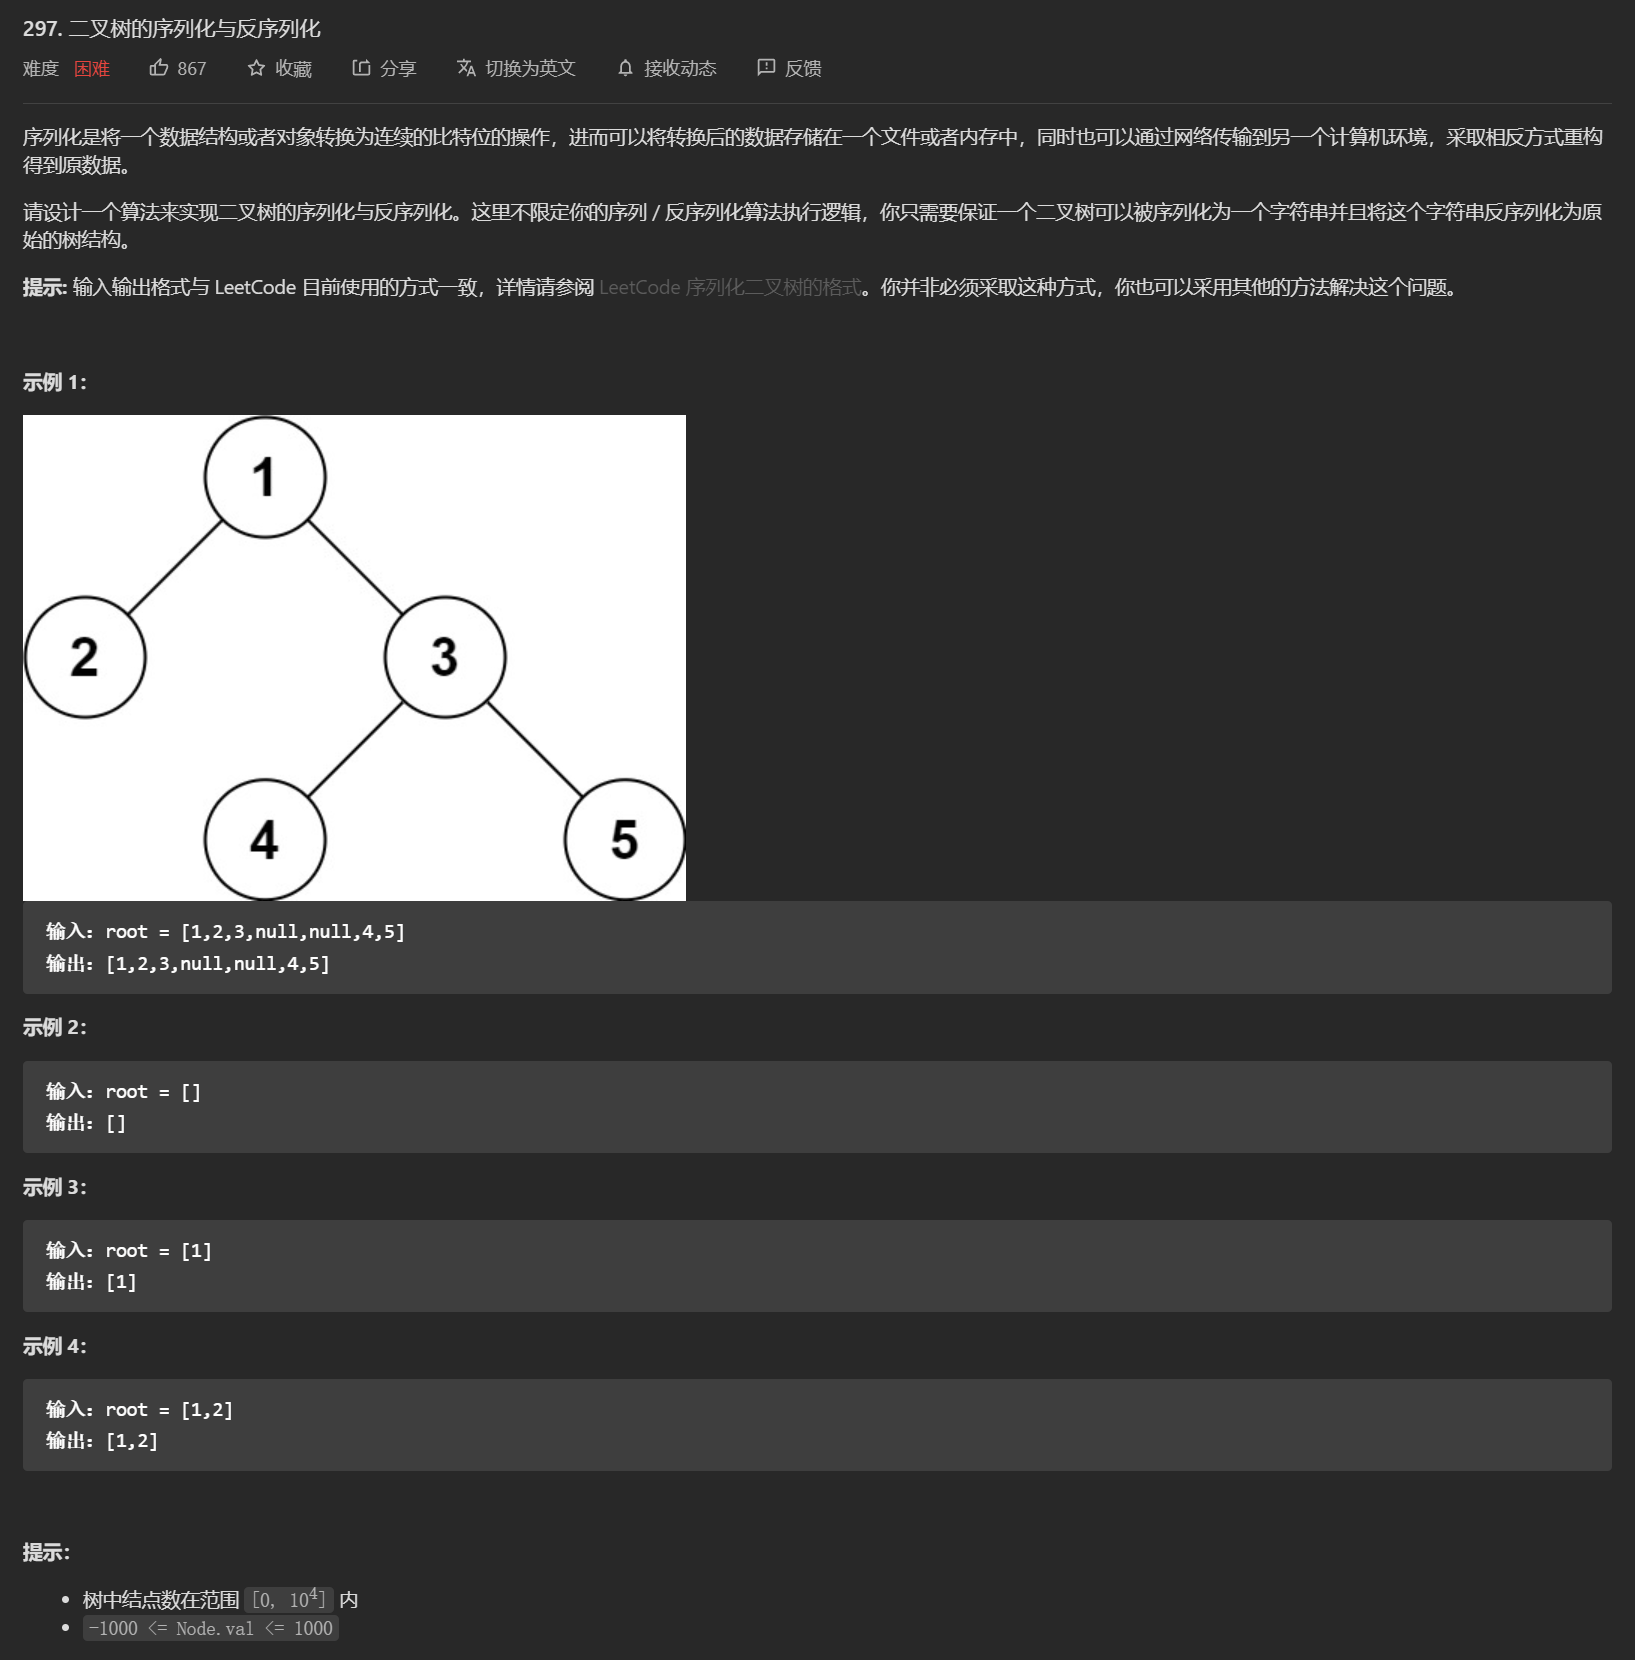 297. 二叉树的序列化与反序列化
难度 困难 867 收藏 分享 切换为英文 接收动态 反馈
序列化是将一个数据结构或者对象转换为连续的比特位的操作，进而可以将转换后的数据存储在一个文件或者内存中，同时也可以通过网络传输到另一个计算机环境，采取相反方式重构
得到原数据。
请设计一个算法来实现二叉树的序列化与反序列化。这里不限定你的序列 / 反序列化算法执行逻辑，你只需要保证一个二叉树可以被序列化为一个字符串并且将这个字符串反序列化为原
始的树结构。
提示: 输入输出格式与 LeetCode 目前使用的方式一致，详情请参阅 LeetCode 序列化二叉树的格式。你并非必须采取这种方式，你也可以采用其他的方法解决这个问题。
示例 1：
1
2 3
4 5
输入：root = [1,2,3,null,null,4,5]
输出：[1,2,3,null,null,4,5]
示例 2：
输入：root = []
输出：[]
示例 3：
输入：root = [1]
输出：[1]
示例 4：
输入：root = [1,2]
输出：[1,2]
提示：
• 树中结点数在范围 [0, 10⁴] 内
• -1000 <= Node.val <= 1000